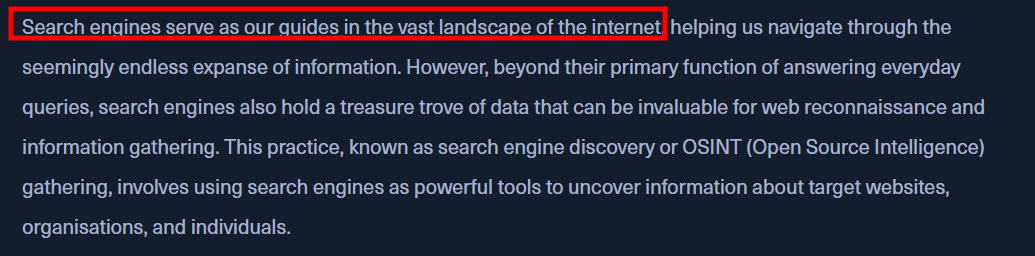 Search engines serve as our guides in the vast landscape of the internet, helping us navigate through the
seemingly endless expanse of information. However, beyond their primary function of answering everyday
queries, search engines also hold a treasure trove of data that can be invaluable for web reconnaissance and
information gathering. This practice, known as search engine discovery or OSINT (Open Source Intelligence)
gathering, involves using search engines as powerful tools to uncover information about target websites,
organisations, and individuals.